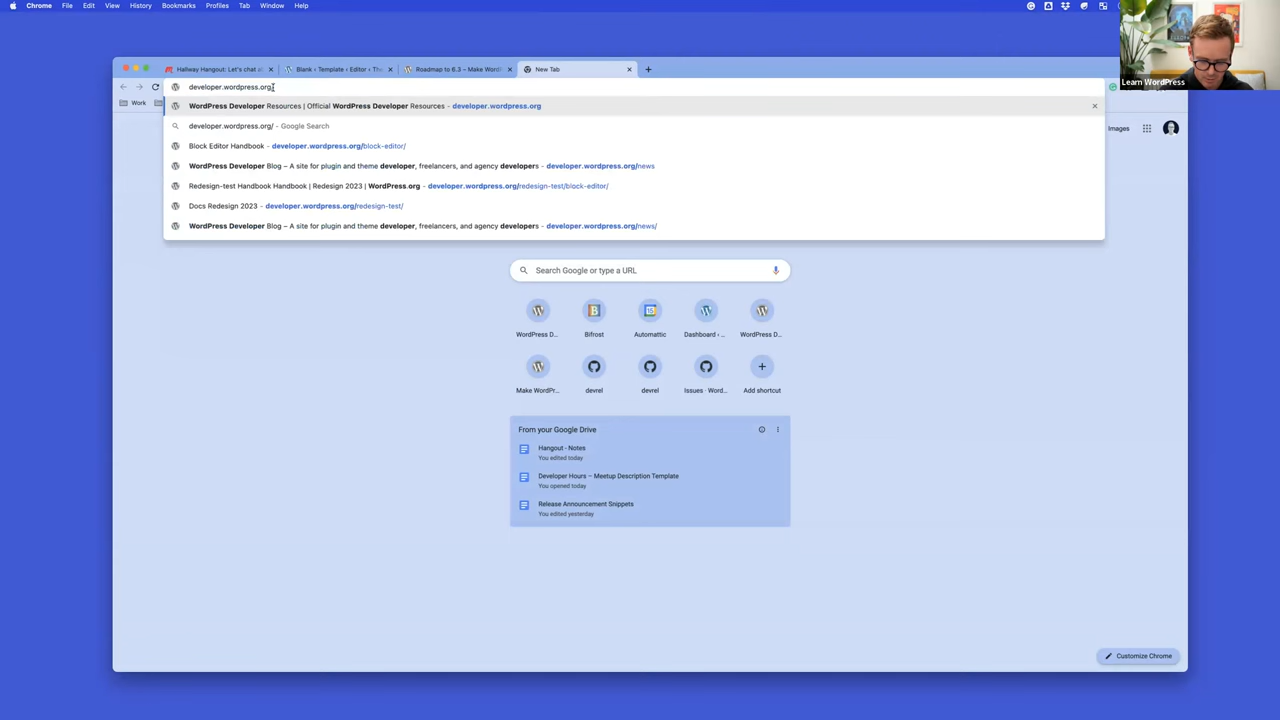 Chrome File Edit View History Bookmarks Profiles Tab Window Help
Learn WordPress
Hallway Hangout: Let's chat a
Blank ‹ Template ‹ Editor ‹ Th
Roadmap to 6.3 – Make Word
New Tab
developer.wordpress.org/
Work
WordPress Developer Resources | Official WordPress Developer Resources - developer.wordpress.org
developer.wordpress.org/ - Google Search
Block Editor Handbook - developer.wordpress.org/block-editor/
WordPress Developer Blog – A site for plugin and theme developer, freelancers, and agency developers - developer.wordpress.org/news
Redesign-test Handbook Handbook | Redesign 2023 | WordPress.org - developer.wordpress.org/redesign-test/block-editor/
Docs Redesign 2023 - developer.wordpress.org/redesign-test/
WordPress Developer Blog – A site for plugin and theme developer, freelancers, and agency developers - developer.wordpress.org/news/
Images
Search Google or type a URL
WordPress D... Bifrost Automattic Dashboard ‹ ... WordPress D...
Make WordPr... devrel devrel Issues · Word... Add shortcut
From your Google Drive
Hangout - Notes
You edited today
Developer Hours – Meetup Description Template
You opened today
Release Announcement Snippets
You edited yesterday
Customize Chrome